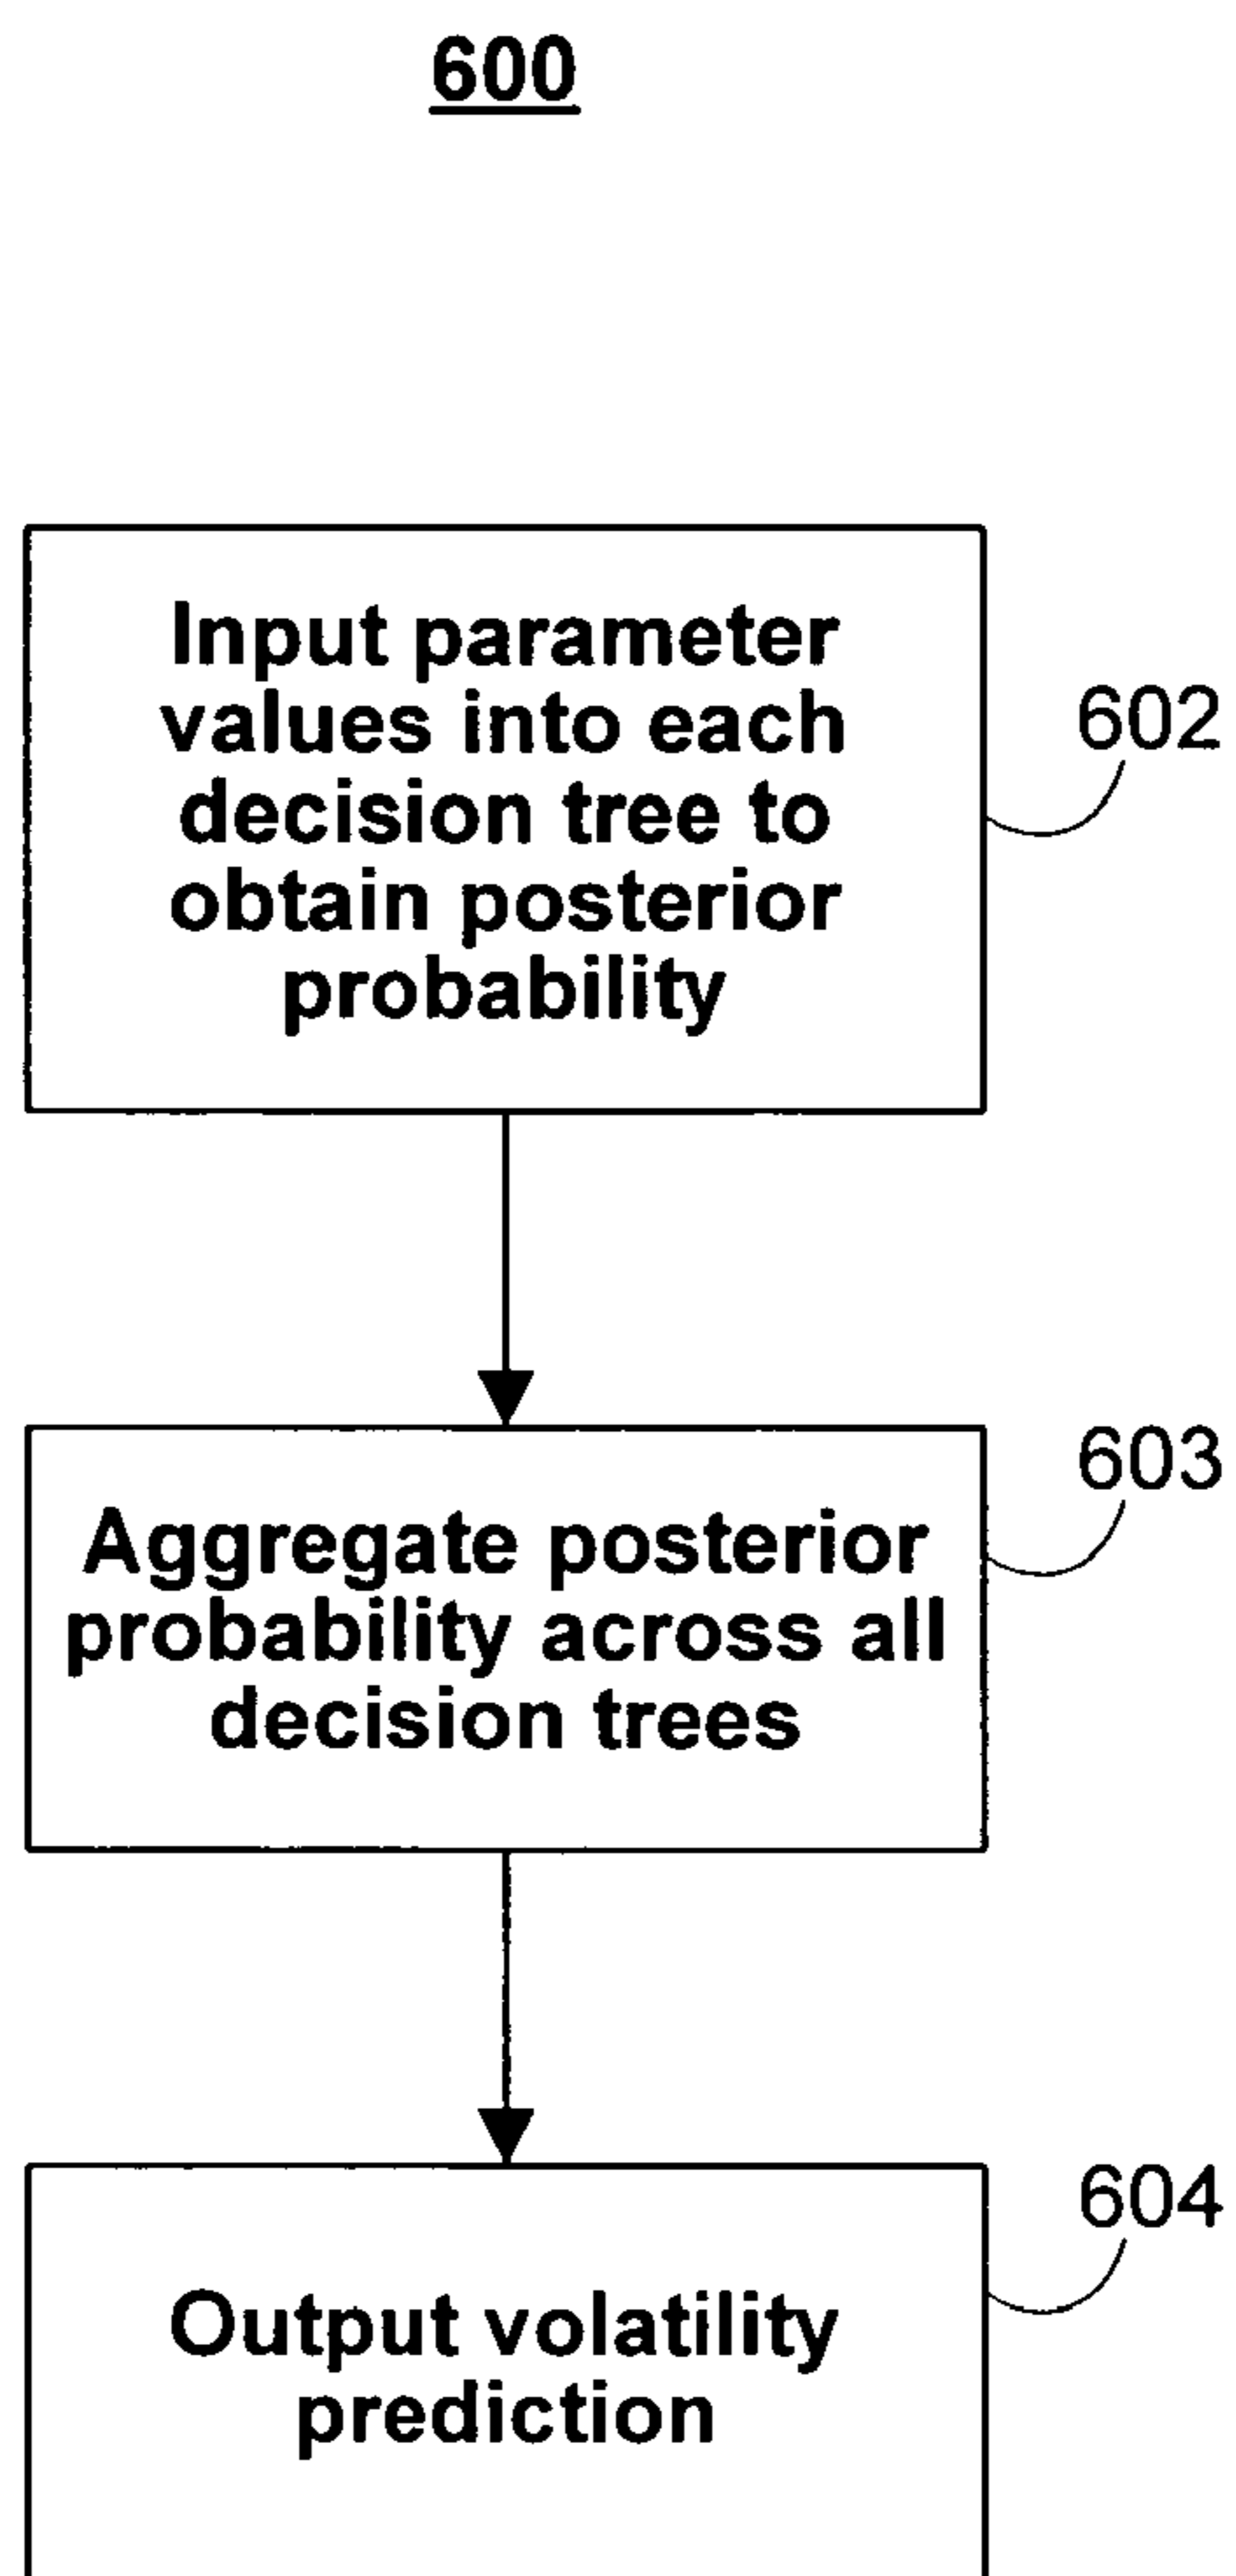 600
Input parameter
values into each
decision tree to
obtain posterior
probability
602
Aggregate posterior
probability across all
decision trees
603
Output volatility
prediction
604